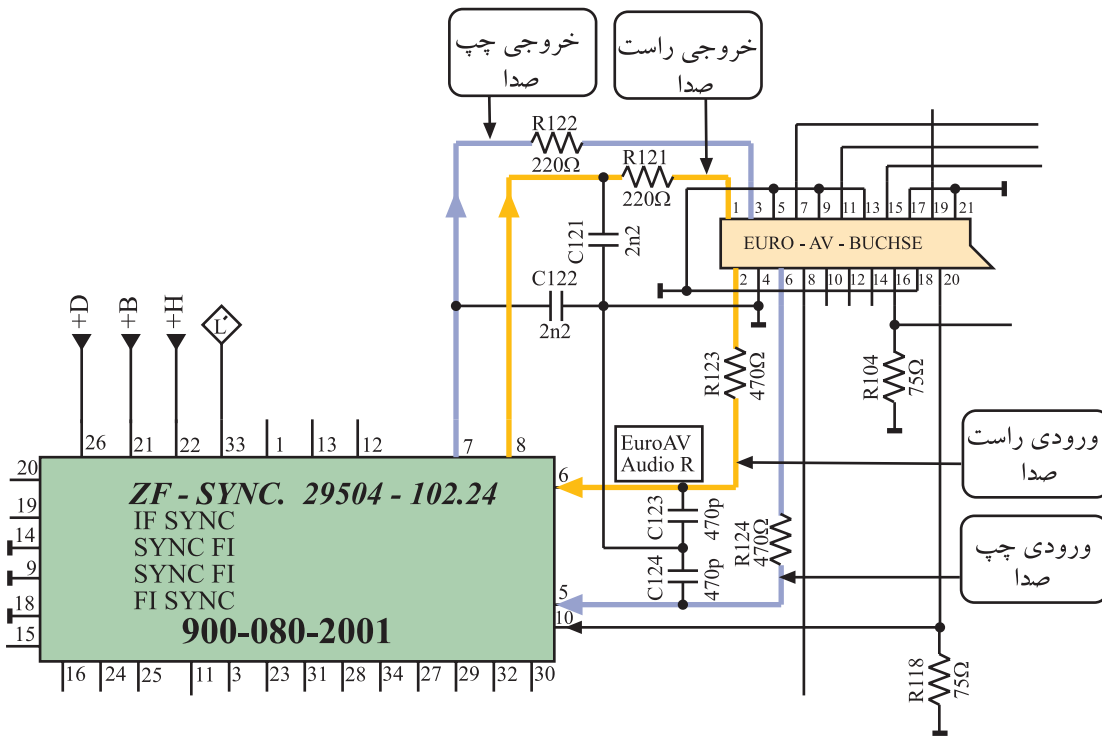 خروجی چپ
صدا
خروجی راست
صدا
R122
220Ω
R121
220Ω
1 3 5 7 9 11 13 15 17 19 21
EURO - AV - BUCHSE
2 4 6 8 10 12 14 16 18 20
C121
2n2
C122
2n2
+D
+B
+H
L'
R123
470Ω
R104
75Ω
26 21 22 33 1 13 12 7 8
EuroAV
Audio R
ورودی راست
صدا
20
19
14
9
18
15
ZF - SYNC. 29504 - 102.24
IF SYNC
SYNC FI
SYNC FI
FI SYNC
900-080-2001
6
5
10
C123
470p
C124
470p
R124
470Ω
ورودی چپ
صدا
16 24 25 11 3 23 31 28 34 27 29 32 30
R118
75Ω